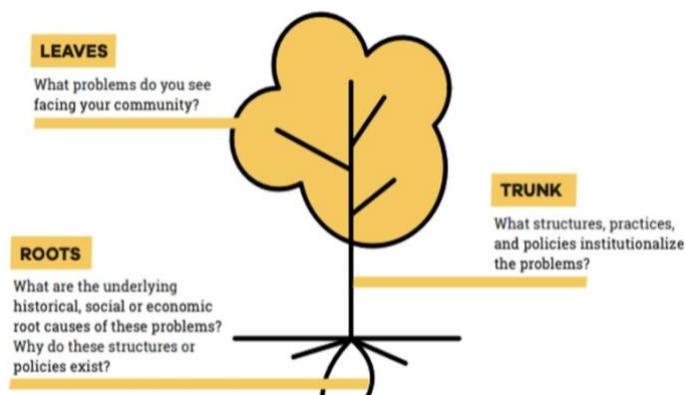 LEAVES
What problems do you see
facing your community?
TRUNK
What structures, practices,
and policies institutionalize
the problems?
ROOTS
What are the underlying
historical, social or economic
root causes of these problems?
Why do these structures or
policies exist?